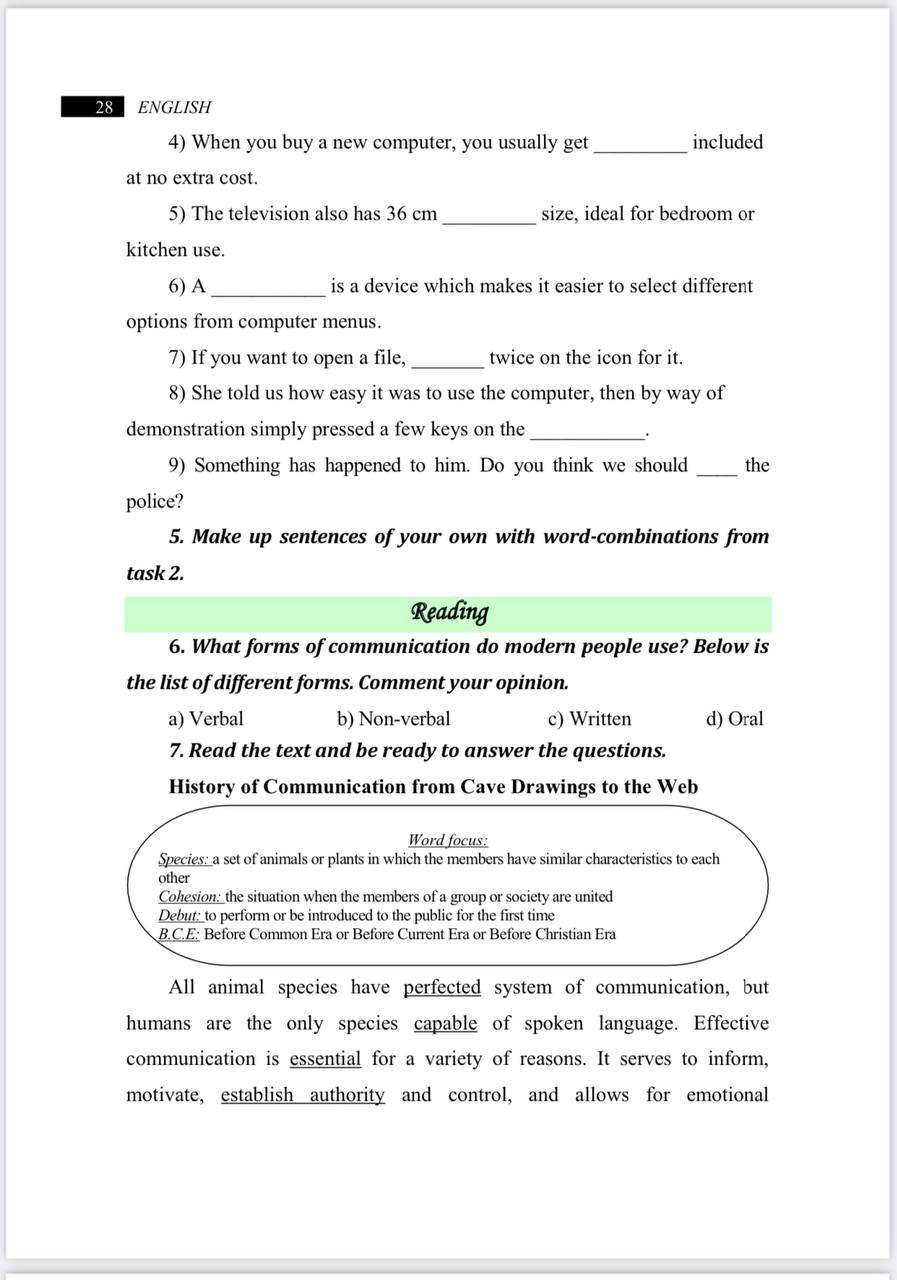 28 ENGLISH
4) When you buy a new computer, you usually get __________ included
at no extra cost.
5) The television also has 36 cm __________ size, ideal for bedroom or
kitchen use.
6) A ____________ is a device which makes it easier to select different
options from computer menus.
7) If you want to open a file, ________ twice on the icon for it.
8) She told us how easy it was to use the computer, then by way of
demonstration simply pressed a few keys on the ____________.
9) Something has happened to him. Do you think we should ____ the
police?
5. Make up sentences of your own with word-combinations from
task 2.
Reading
6. What forms of communication do modern people use? Below is
the list of different forms. Comment your opinion.
a) Verbal b) Non-verbal c) Written d) Oral
7. Read the text and be ready to answer the questions.
History of Communication from Cave Drawings to the Web
Word focus:
Species: a set of animals or plants in which the members have similar characteristics to each
other
Cohesion: the situation when the members of a group or society are united
Debut: to perform or be introduced to the public for the first time
B.C.E: Before Common Era or Before Current Era or Before Christian Era
All animal species have perfected system of communication, but
humans are the only species capable of spoken language. Effective
communication is essential for a variety of reasons. It serves to inform,
motivate, establish authority and control, and allows for emotional